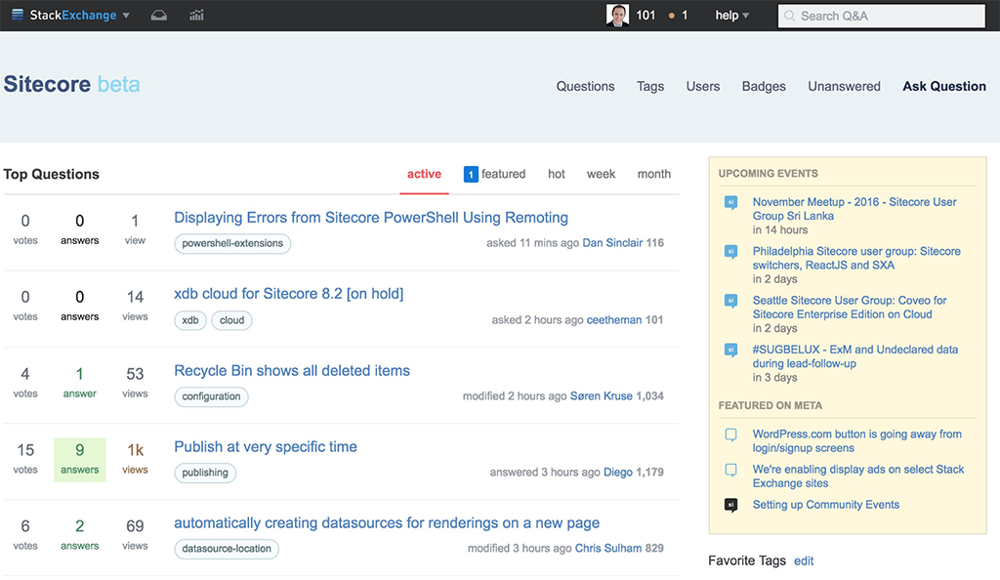 StackExchange 101 1 help Search Q&A
Sitecore beta
Questions Tags Users Badges Unanswered Ask Question
Top Questions active 1 featured hot week month
0 votes 0 answers 1 view
Displaying Errors from Sitecore PowerShell Using Remoting
powershell-extensions
asked 11 mins ago Dan Sinclair 116
0 votes 0 answers 14 views
xdb cloud for Sitecore 8.2 [on hold]
xdb cloud
asked 2 hours ago ceetheman 101
4 votes 1 answer 53 views
Recycle Bin shows all deleted items
configuration
modified 2 hours ago Søren Kruse 1,034
15 votes 9 answers 1k views
Publish at very specific time
publishing
answered 3 hours ago Diego 1,179
6 votes 2 answers 69 views
automatically creating datasources for renderings on a new page
datasource-location
modified 3 hours ago Chris Sulham 829
UPCOMING EVENTS
si November Meetup - 2016 - Sitecore User
Group Sri Lanka
in 14 hours
si Philadelphia Sitecore user group: Sitecore
switchers, ReactJS and SXA
in 2 days
si Seattle Sitecore User Group: Coveo for
Sitecore Enterprise Edition on Cloud
in 2 days
si #SUGBELUX - ExM and Undeclared data
during lead-follow-up
in 3 days
FEATURED ON META
WordPress.com button is going away from
login/signup screens
We're enabling display ads on select Stack
Exchange sites
si Setting up Community Events
Favorite Tags edit